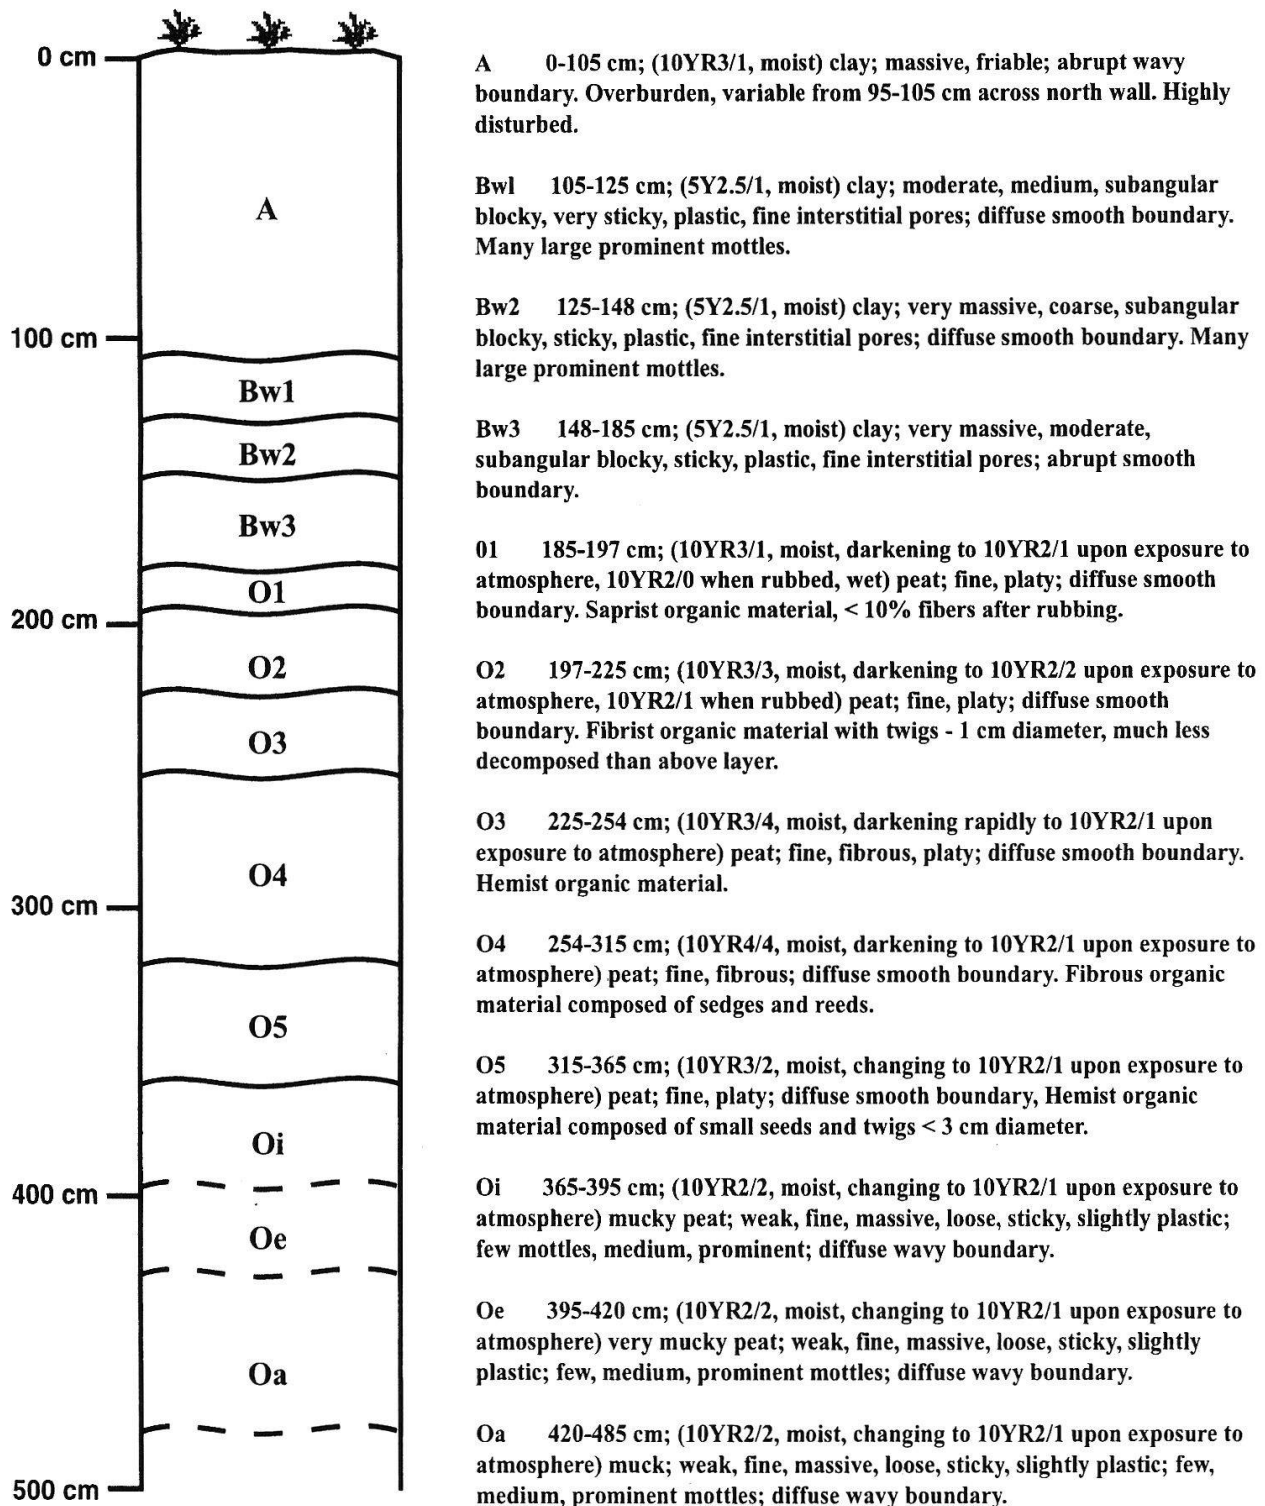 0 cm
100 cm
200 cm
300 cm
400 cm
500 cm
A
Bw1
Bw2
Bw3
O1
O2
O3
O4
O5
Oi
Oe
Oa
A 0-105 cm; (10YR3/1, moist) clay; massive, friable; abrupt wavy
boundary. Overburden, variable from 95-105 cm across north wall. Highly
disturbed.
Bwl 105-125 cm; (5Y2.5/1, moist) clay; moderate, medium, subangular
blocky, very sticky, plastic, fine interstitial pores; diffuse smooth boundary.
Many large prominent mottles.
Bw2 125-148 cm; (5Y2.5/1, moist) clay; very massive, coarse, subangular
blocky, sticky, plastic, fine interstitial pores; diffuse smooth boundary. Many
large prominent mottles.
Bw3 148-185 cm; (5Y2.5/1, moist) clay; very massive, moderate,
subangular blocky, sticky, plastic, fine interstitial pores; abrupt smooth
boundary.
01 185-197 cm; (10YR3/1, moist, darkening to 10YR2/1 upon exposure to
atmosphere, 10YR2/0 when rubbed, wet) peat; fine, platy; diffuse smooth
boundary. Saprist organic material, < 10% fibers after rubbing.
O2 197-225 cm; (10YR3/3, moist, darkening to 10YR2/2 upon exposure to
atmosphere, 10YR2/1 when rubbed) peat; fine, platy; diffuse smooth
boundary. Fibrist organic material with twigs - 1 cm diameter, much less
decomposed than above layer.
O3 225-254 cm; (10YR3/4, moist, darkening rapidly to 10YR2/1 upon
exposure to atmosphere) peat; fine, fibrous, platy; diffuse smooth boundary.
Hemist organic material.
O4 254-315 cm; (10YR4/4, moist, darkening to 10YR2/1 upon exposure to
atmosphere) peat; fine, fibrous; diffuse smooth boundary. Fibrous organic
material composed of sedges and reeds.
O5 315-365 cm; (10YR3/2, moist, changing to 10YR2/1 upon exposure to
atmosphere) peat; fine, platy; diffuse smooth boundary, Hemist organic
material composed of small seeds and twigs < 3 cm diameter.
Oi 365-395 cm; (10YR2/2, moist, changing to 10YR2/1 upon exposure to
atmosphere) mucky peat; weak, fine, massive, loose, sticky, slightly plastic;
few mottles, medium, prominent; diffuse wavy boundary.
Oe 395-420 cm; (10YR2/2, moist, changing to 10YR2/1 upon exposure to
atmosphere) very mucky peat; weak, fine, massive, loose, sticky, slightly
plastic; few, medium, prominent mottles; diffuse wavy boundary.
Oa 420-485 cm; (10YR2/2, moist, changing to 10YR2/1 upon exposure to
atmosphere) muck; weak, fine, massive, loose, sticky, slightly plastic; few,
medium, prominent mottles; diffuse wavy boundary.